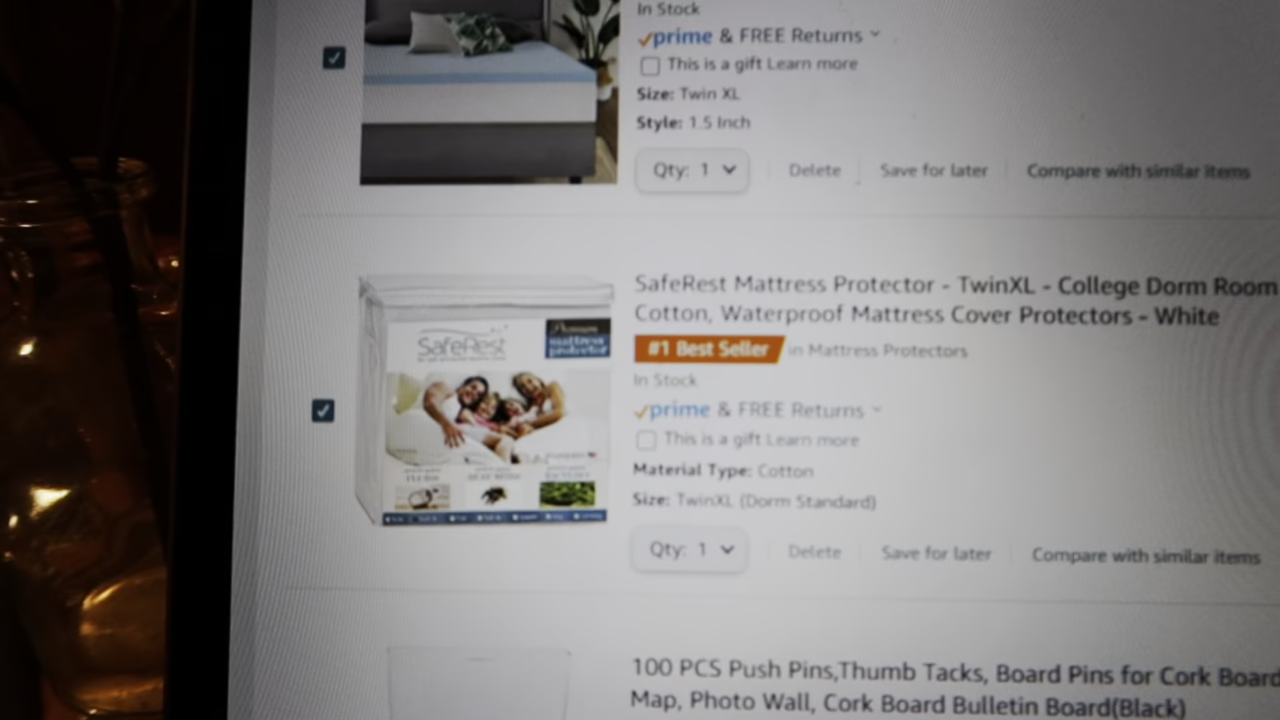 In Stock
prime & FREE Returns
This is a gift Learn more
Size: Twin XL
Style: 1.5 Inch
Qty: 1
Delete
Save for later
Compare with similar items
SafeRest Mattress Protector - TwinXL - College Dorm Room
Cotton, Waterproof Mattress Cover Protectors - White
#1 Best Seller in Mattress Protectors
In Stock
prime & FREE Returns
This is a gift Learn more
Material Type: Cotton
Size: TwinXL (Dorm Standard)
Qty: 1
Delete
Save for later
Compare with similar items
SafeRest
Premium
mattress
protector
100 PCS Push Pins,Thumb Tacks, Board Pins for Cork Board
Map, Photo Wall, Cork Board Bulletin Board(Black)